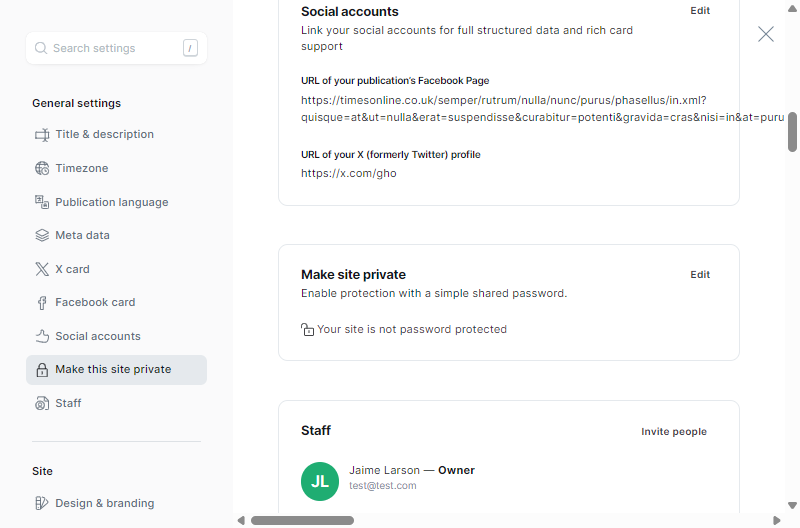 Search settings
/
General settings
Title & description
Timezone
Publication language
Meta data
X card
Facebook card
Social accounts
Make this site private
Staff
Site
Design & branding
Social accounts
Edit
Link your social accounts for full structured data and rich card
support
URL of your publication's Facebook Page
https://timesonline.co.uk/semper/rutrum/nulla/nunc/purus/phasellus/in.xml?
quisque=at&ut=nulla&erat=suspendisse&curabitur=potenti&gravida=cras&nisi=in&at=puru
URL of your X (formerly Twitter) profile
https://x.com/gho
Make site private
Edit
Enable protection with a simple shared password.
Your site is not password protected
Staff
Invite people
JL
Jaime Larson — Owner
test@test.com